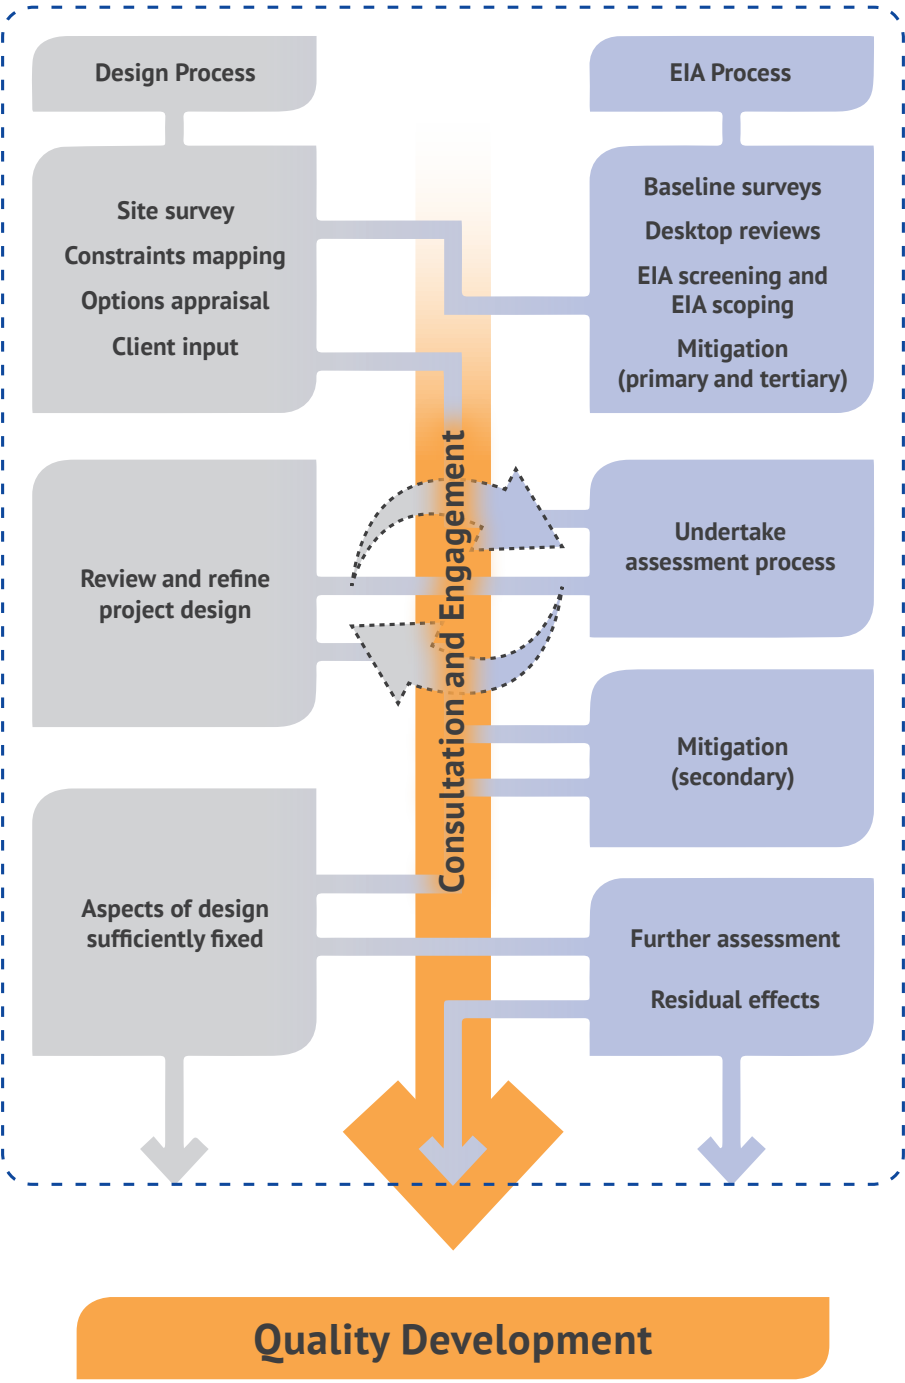 Design Process
EIA Process
Site survey
Constraints mapping
Options appraisal
Client input
Baseline surveys
Desktop reviews
EIA screening and
EIA scoping
Mitigation
(primary and tertiary)
Consultation and Engagement
Review and refine
project design
Undertake
assessment process
Mitigation
(secondary)
Aspects of design
sufficiently fixed
Further assessment
Residual effects
Quality Development